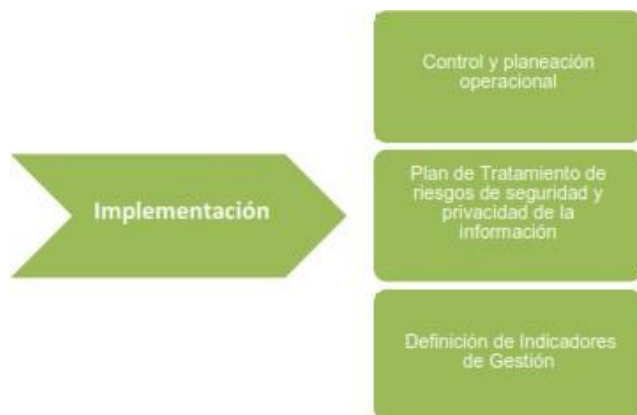 Implementación
Control y planeación
operacional
Plan de Tratamiento de
riesgos de seguridad y
privacidad de la
información
Definición de Indicadores
de Gestión